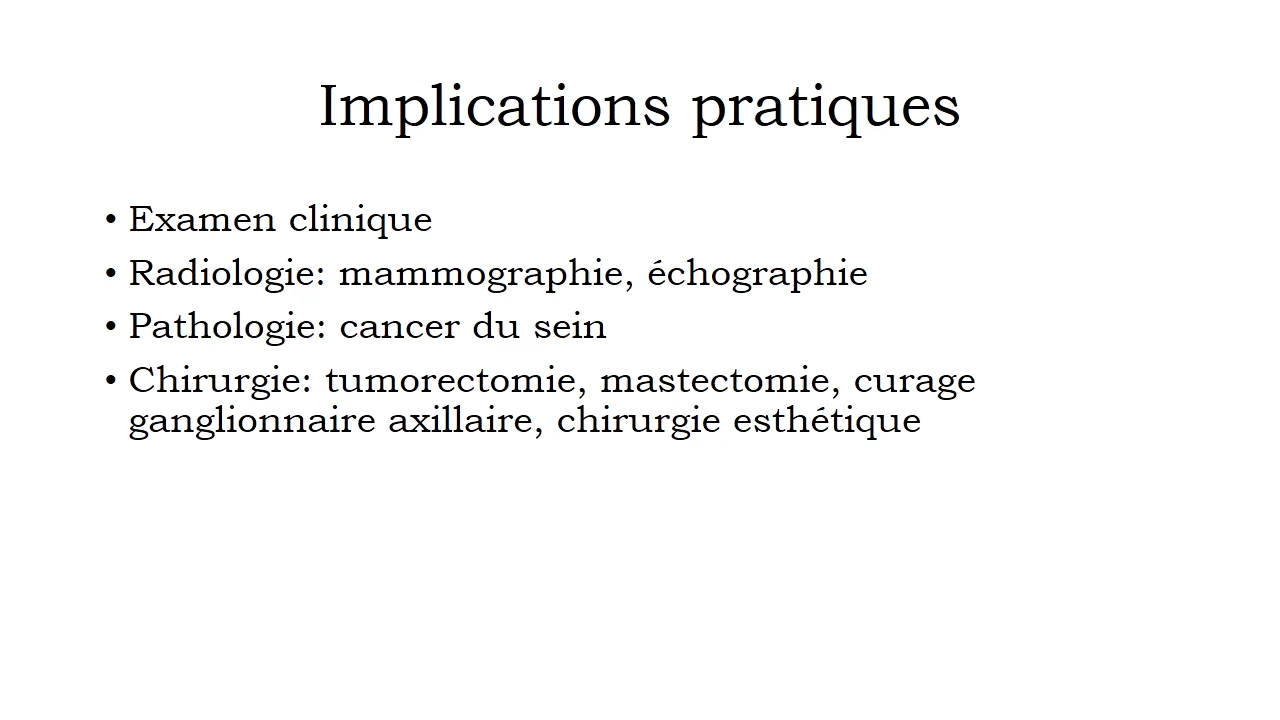 Implications pratiques
• Examen clinique
• Radiologie: mammographie, échographie
• Pathologie: cancer du sein
• Chirurgie: tumorectomie, mastectomie, curage
ganglionnaire axillaire, chirurgie esthétique